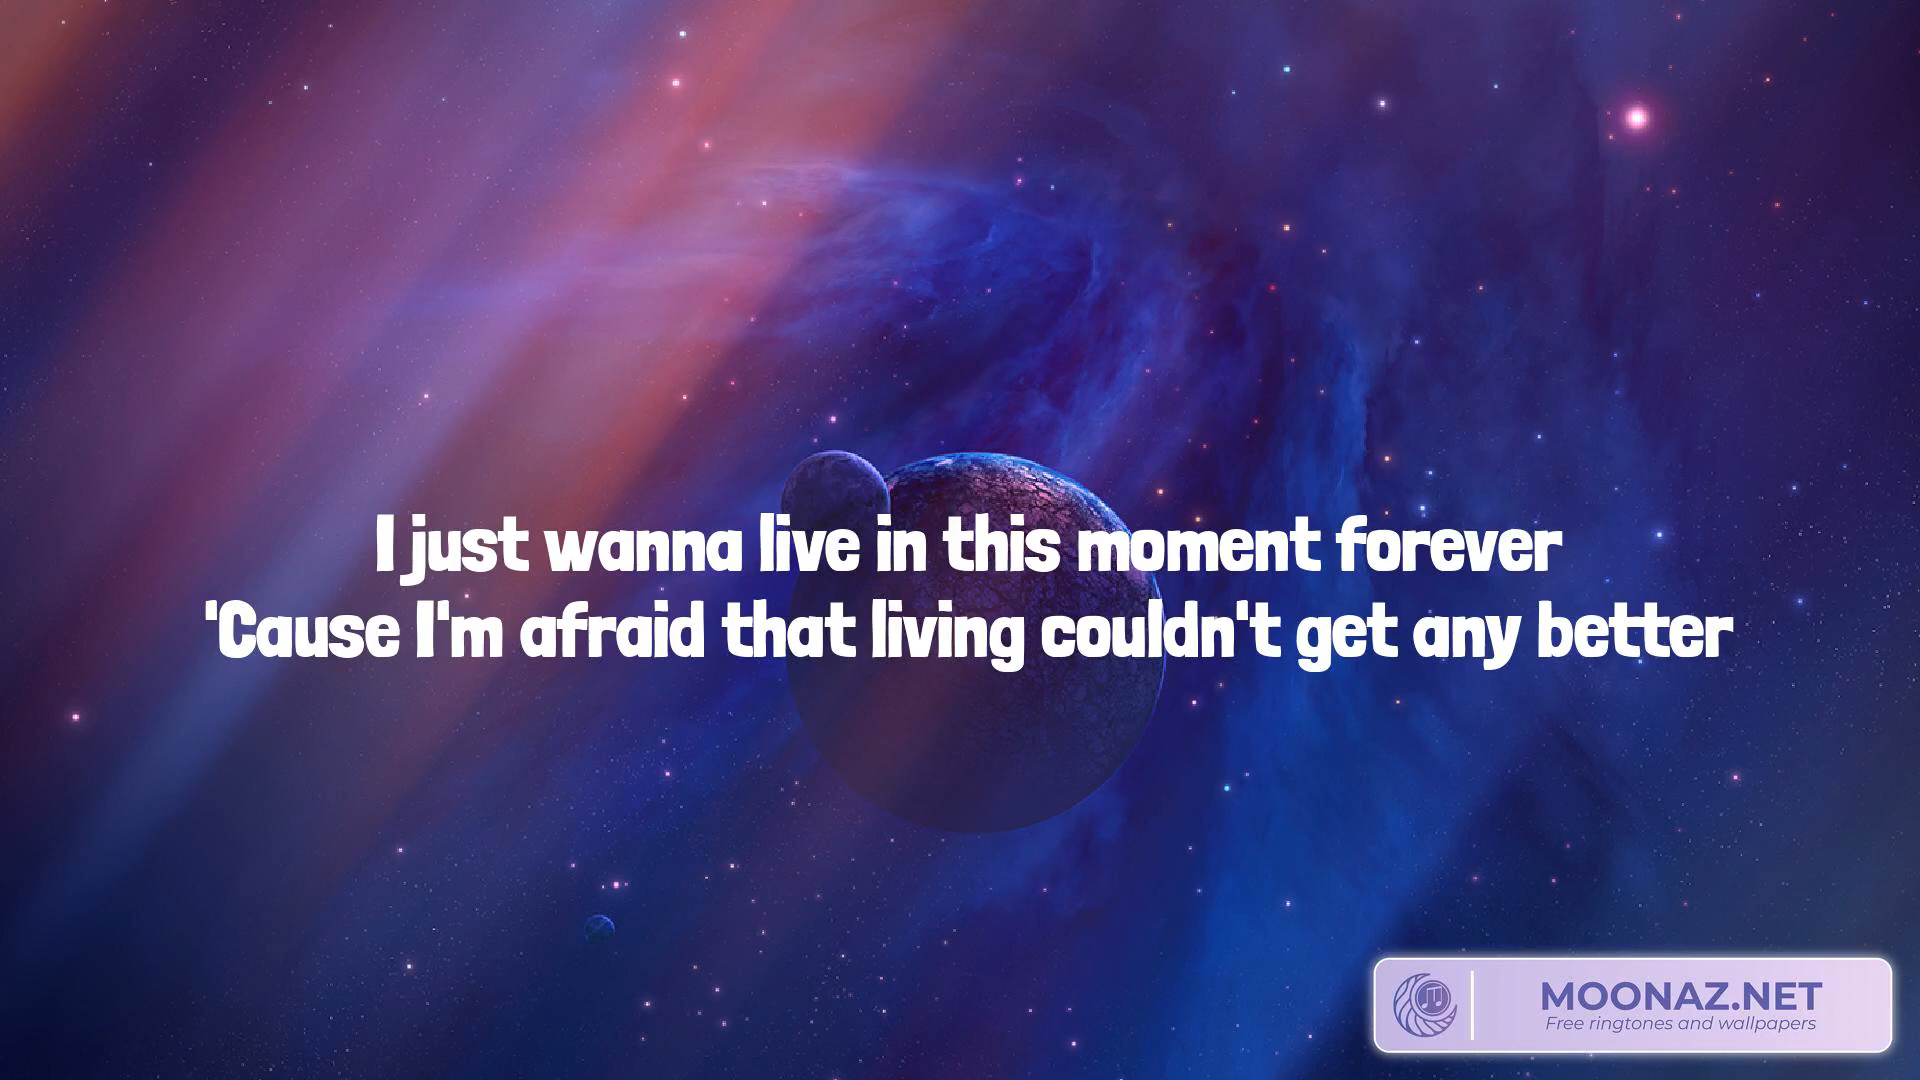 I just wanna live in this moment forever
'Cause I'm afraid that living couldn't get any better
MOONAZ.NET
Free ringtones and wallpapers